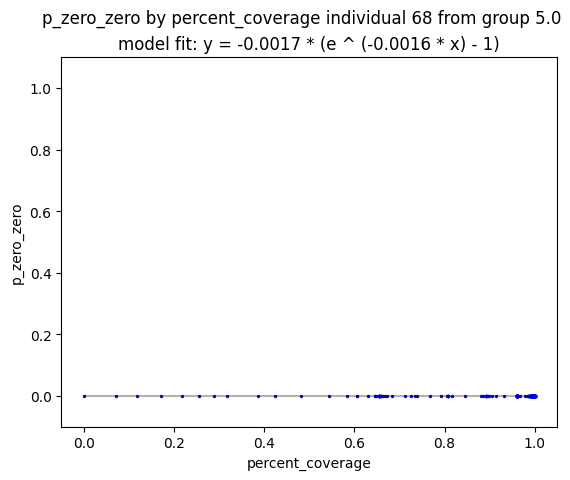 p_zero_zero by percent_coverage individual 68 from group 5.0
model fit: y = -0.0017 * (e ^ (-0.0016 * x) - 1)
1.0
0.8
0.6
0.4
0.2
0.0
p_zero_zero
0.0 0.2 0.4 0.6 0.8 1.0
percent_coverage